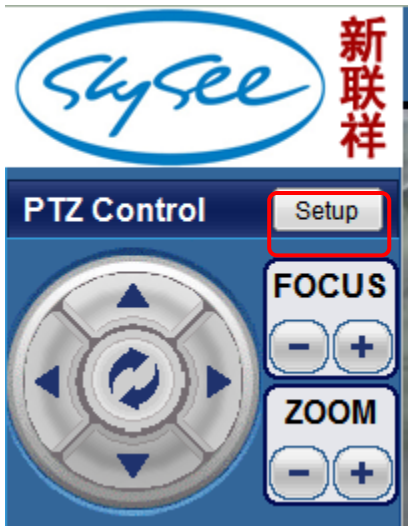 SkySee
新
联
祥
PTZ Control
Setup
FOCUS
- +
ZOOM
- +